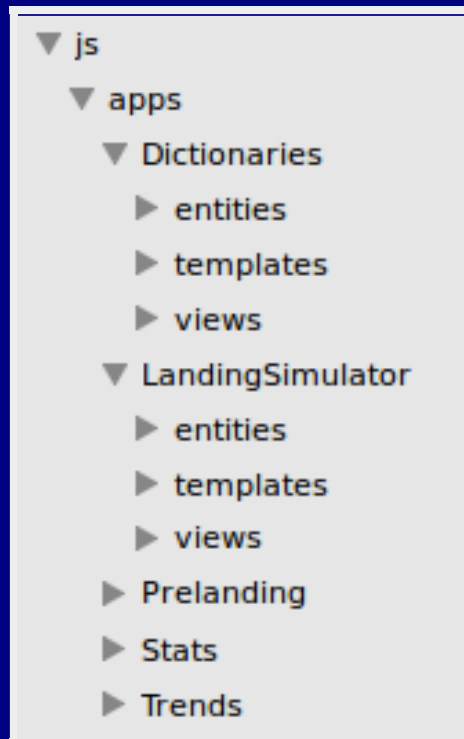 js
apps
Dictionaries
entities
templates
views
LandingSimulator
entities
templates
views
Prelanding
Stats
Trends